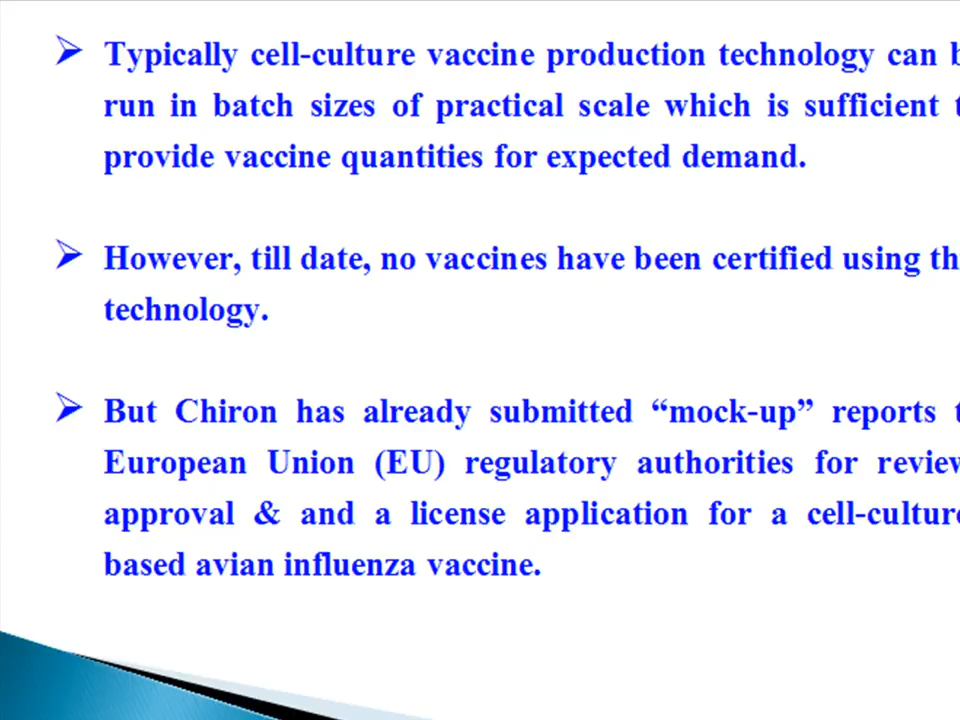 Typically cell-culture vaccine production technology can
run in batch sizes of practical scale which is sufficient
provide vaccine quantities for expected demand.
However, till date, no vaccines have been certified using
technology.
But Chiron has already submitted “mock-up” reports
European Union (EU) regulatory authorities for review
approval & and a license application for a cell-culture
based avian influenza vaccine.